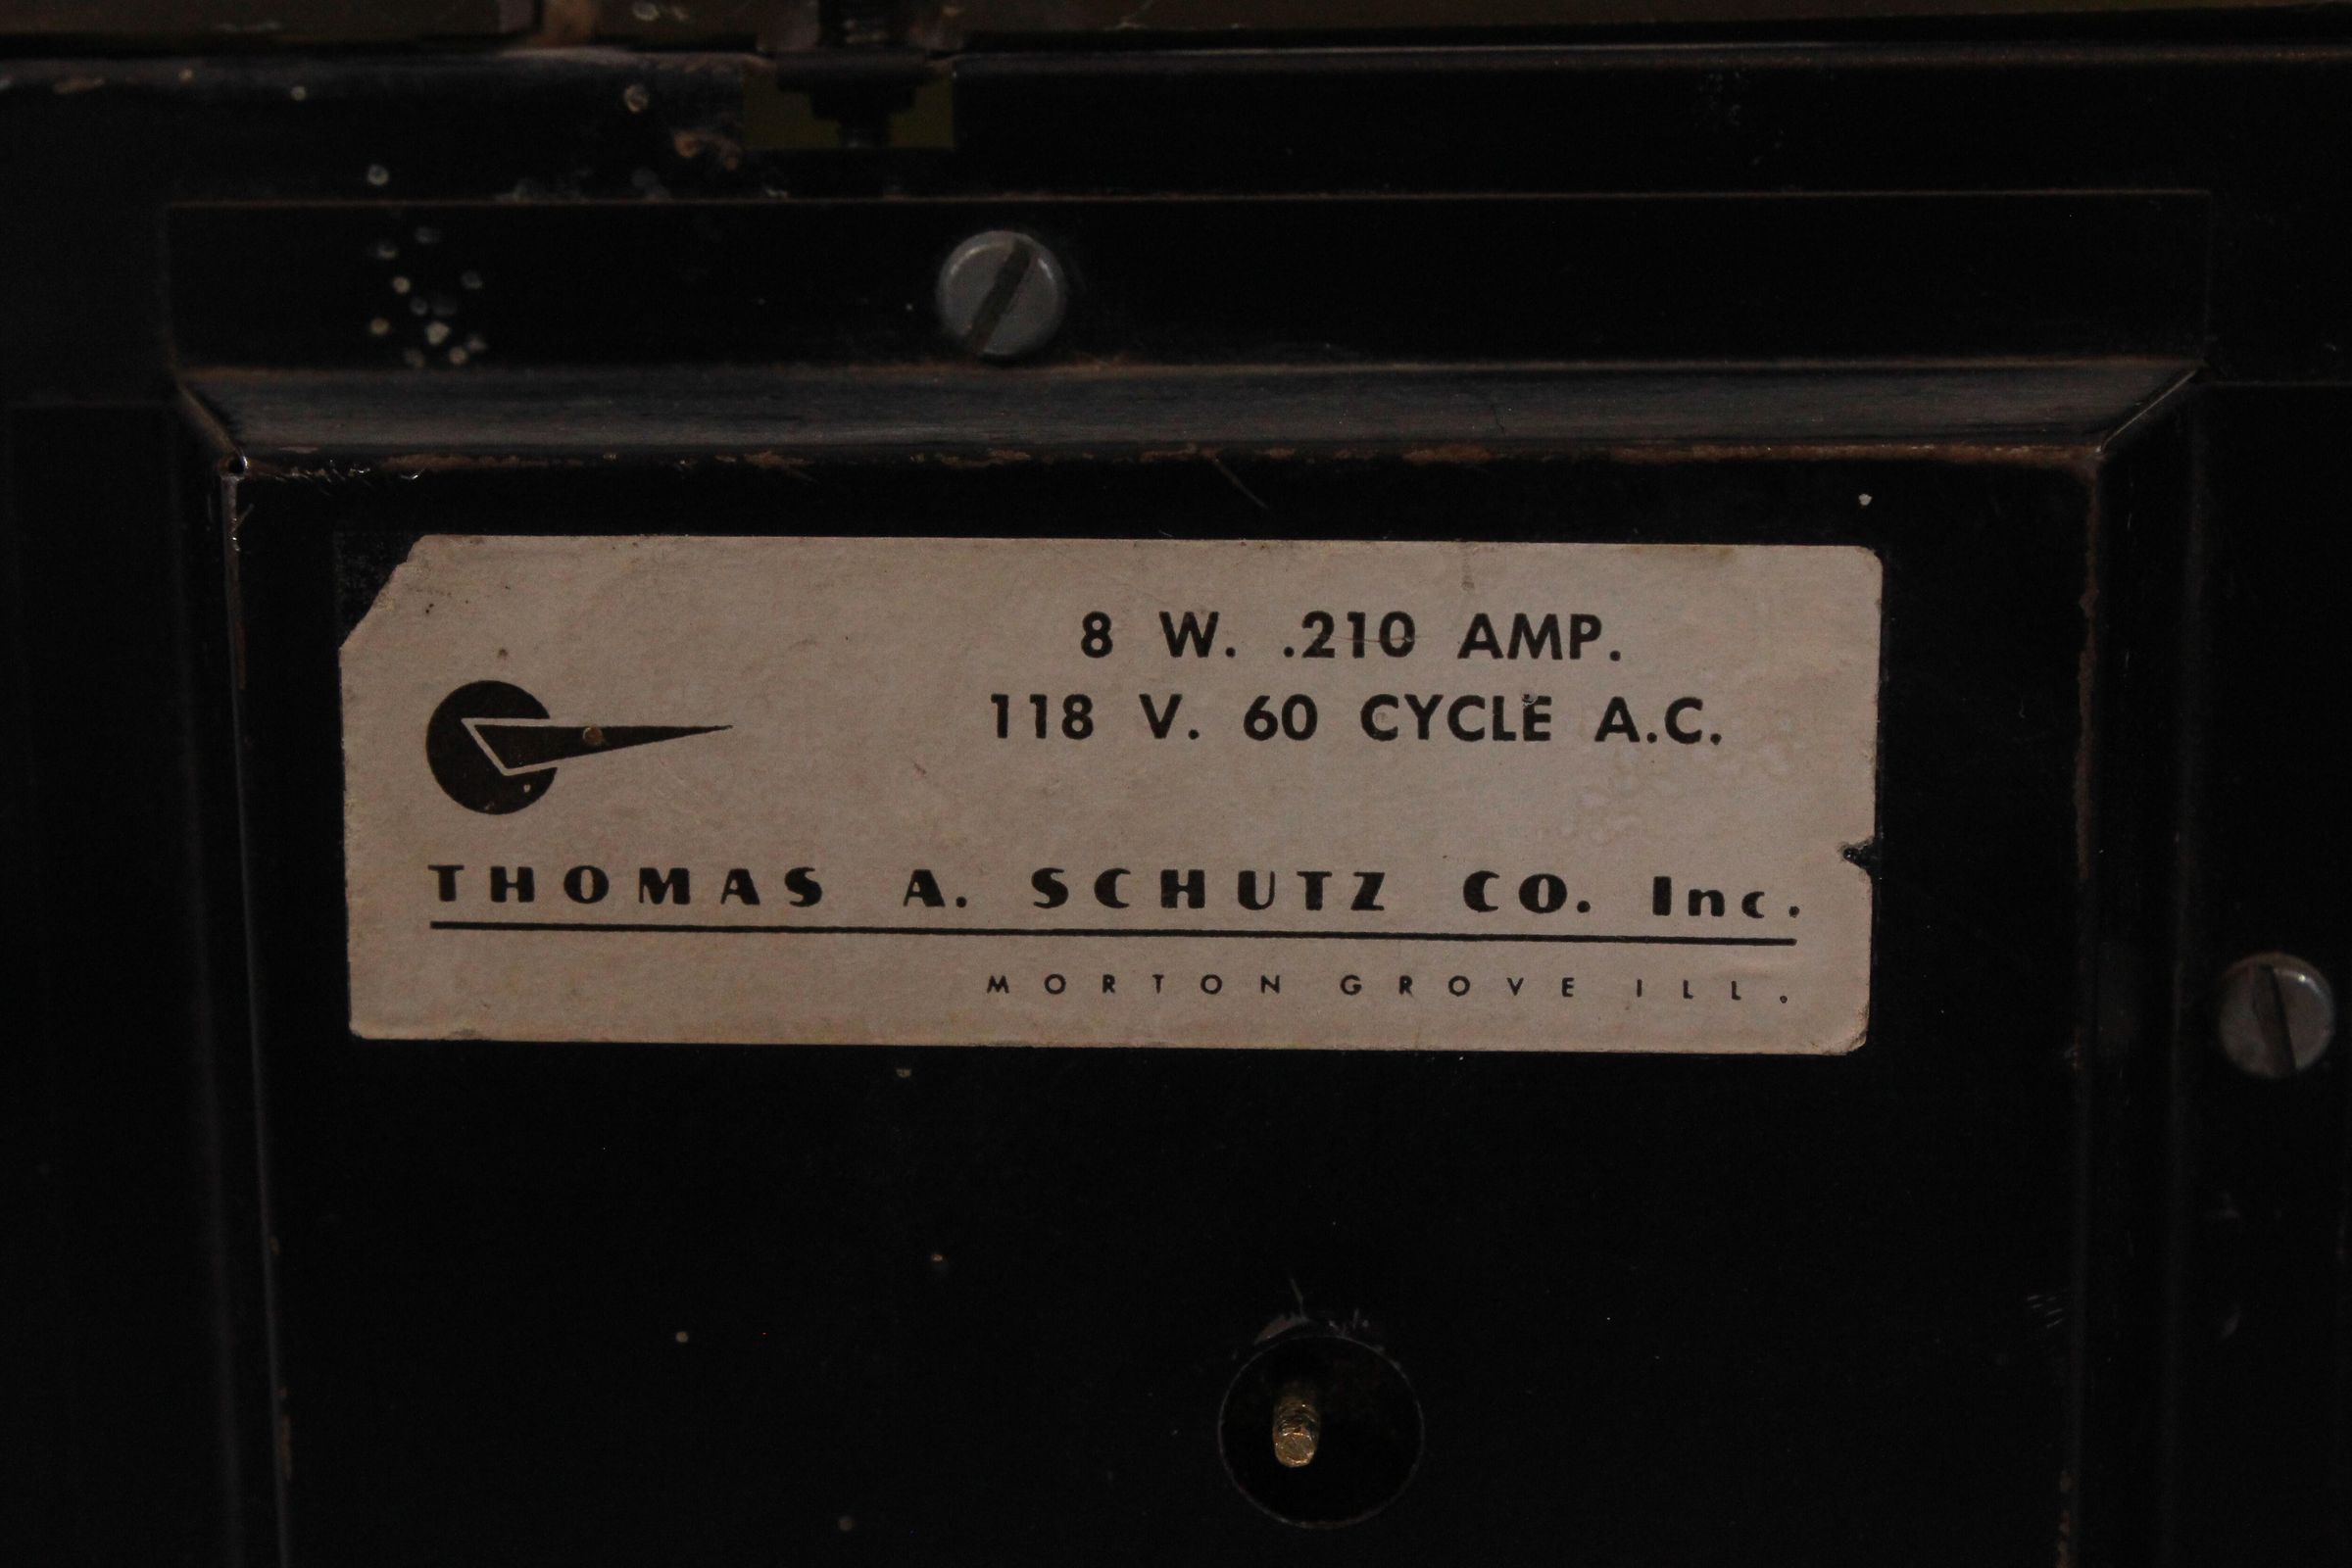 8 W. .210 AMP.
118 V. 60 CYCLE A.C.
THOMAS A. SCHUTZ CO. Inc.
MORTON GROVE ILL.